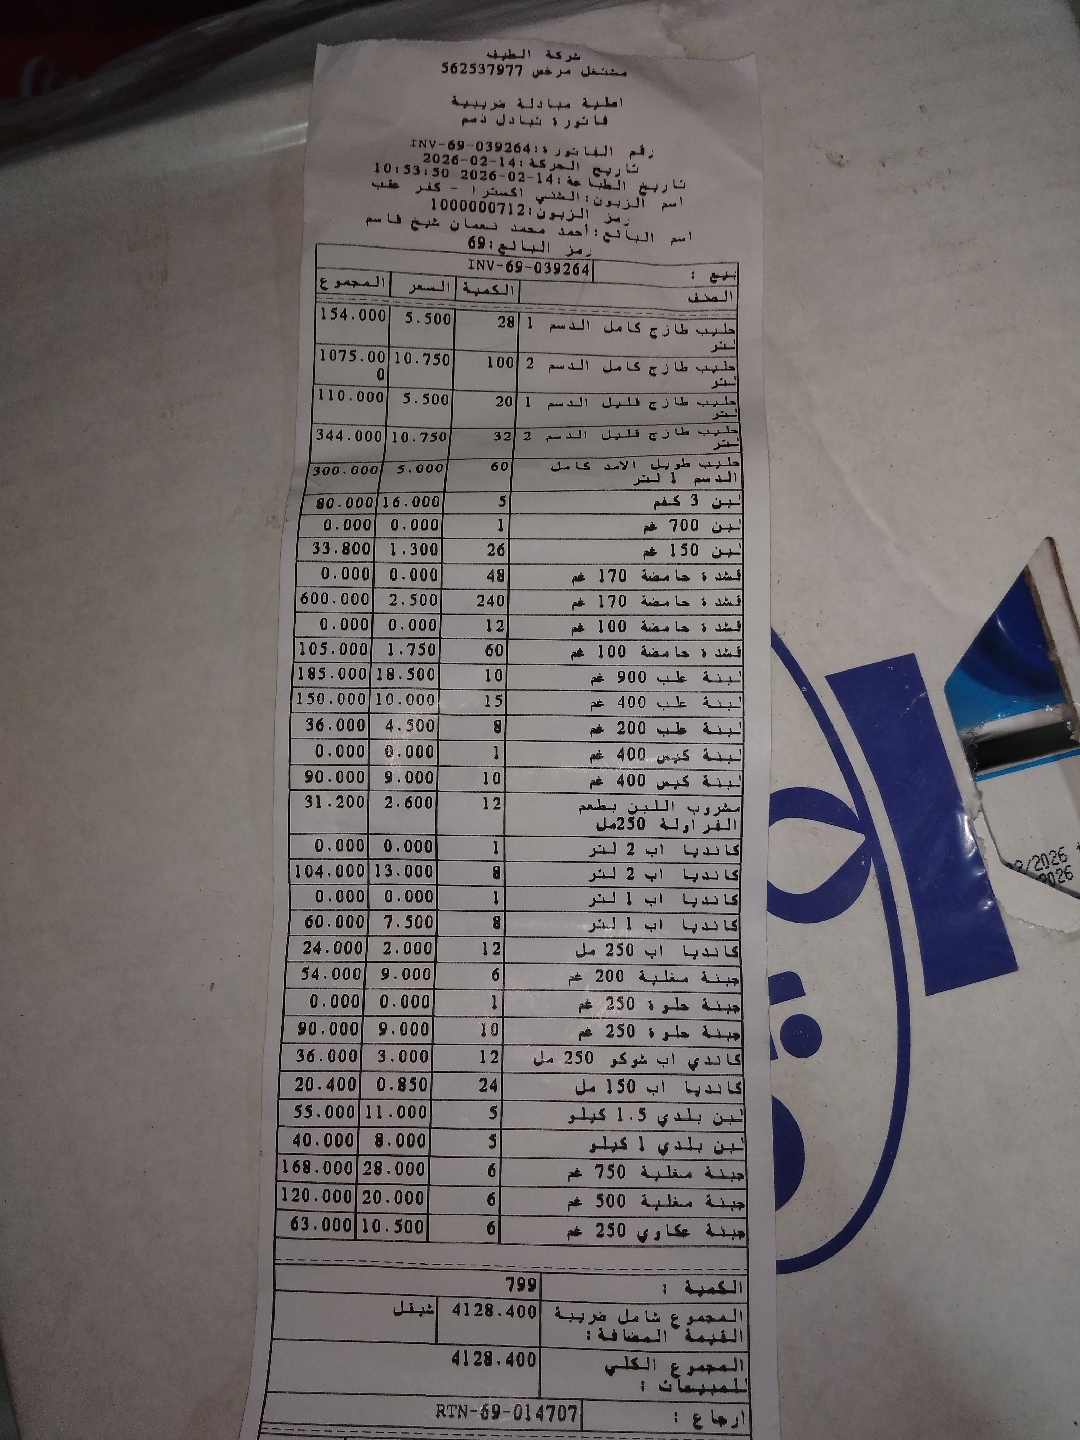 شركة الطيف
مشتغل مرخص 562537977
اصلية مبادلة ضريبية
فاتورة تبادل ذمم
رقم الفاتورة:INV-69-039264
تاريخ الحركة:14-02-2026
تاريخ الطباعة:14-02-2026 10:53:50
اسم الزبون:الشني اكسترا - كفر عقب
رمز الزبون:1000000712
اسم البائع:أحمد محمد نعمان شيخ قاسم
رمز البائع:69
بيع : INV-69-039264
الصنف الكمية السعر المجموع
حليب طازج كامل الدسم 1 28 5.500 154.000
لتر
حليب طازج كامل الدسم 2 100 10.750 1075.00
لتر 0
حليب طازج قليل الدسم 1 20 5.500 110.000
لتر
حليب طازج قليل الدسم 2 32 10.750 344.000
لتر
حليب طويل الامد كامل 60 5.000 300.000
الدسم 1 لتر
لبن 3 كغم 5 16.000 80.000
لبن 700 غم 1 0.000 0.000
لبن 150 غم 26 1.300 33.800
قشدة حامضة 170 غم 48 0.000 0.000
قشدة حامضة 170 غم 240 2.500 600.000
قشدة حامضة 100 غم 12 0.000 0.000
قشدة حامضة 100 غم 60 1.750 105.000
لبنة علب 900 غم 10 18.500 185.000
لبنة علب 400 غم 15 10.000 150.000
لبنة علب 200 غم 8 4.500 36.000
لبنة كيس 400 غم 1 0.000 0.000
لبنة كيس 400 غم 10 9.000 90.000
مشروب اللبن بطعم 12 2.600 31.200
الفراولة 250مل
كانديا اب 2 لتر 1 0.000 0.000
كانديا اب 2 لتر 8 13.000 104.000
كانديا اب 1 لتر 1 0.000 0.000
كانديا اب 1 لتر 8 7.500 60.000
كانديا اب 250 مل 12 2.000 24.000
جبنة مغلية 200 غم 6 9.000 54.000
جبنة حلوة 250 غم 1 0.000 0.000
جبنة حلوة 250 غم 10 9.000 90.000
كاندي اب شوكو 250 مل 12 3.000 36.000
كانديا اب 150 مل 24 0.850 20.400
لبن بلدي 1.5 كيلو 5 11.000 55.000
لبن بلدي 1 كيلو 5 8.000 40.000
جبنة مغلية 750 غم 6 28.000 168.000
جبنة مغلية 500 غم 6 20.000 120.000
جبنة عكاوي 250 غم 6 10.500 63.000
الكمية : 799
المجموع شامل ضريبة 4128.400 شيقل
القيمة المضافة:
المجموع الكلي 4128.400
للمبيعات :
ارجاع : RTN-69-014707